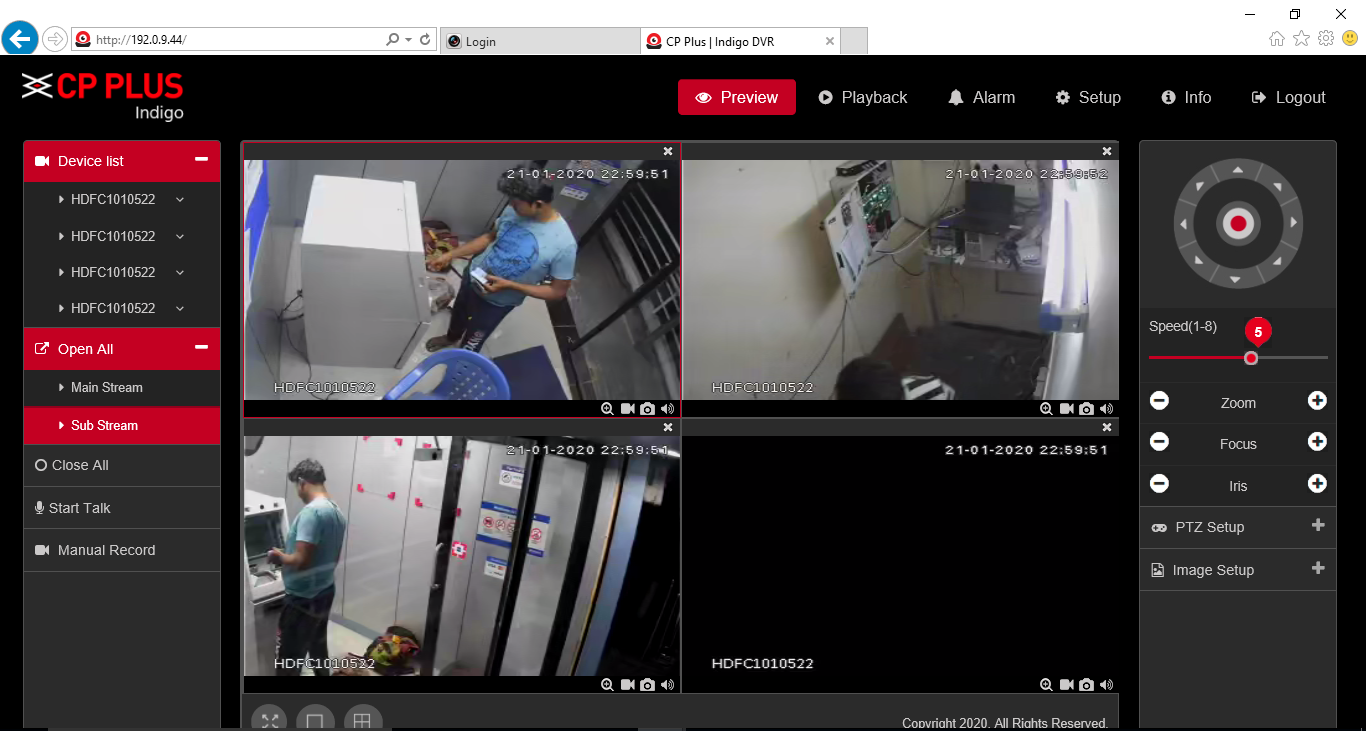 http://192.0.9.44/
Login
CP Plus | Indigo DVR
CP PLUS
Indigo
Preview
Playback
Alarm
Setup
Info
Logout
Device list
HDFC1010522
HDFC1010522
HDFC1010522
HDFC1010522
Open All
Main Stream
Sub Stream
Close All
Start Talk
Manual Record
21-01-2020 22:59:51
HDFC1010522
21-01-2020 22:59:52
HDFC1010522
21-01-2020 22:59:51
HDFC1010522
21-01-2020 22:59:51
HDFC1010522
Speed(1-8)
5
Zoom
Focus
Iris
PTZ Setup
Image Setup
Copyright 2020. All Rights Reserved.